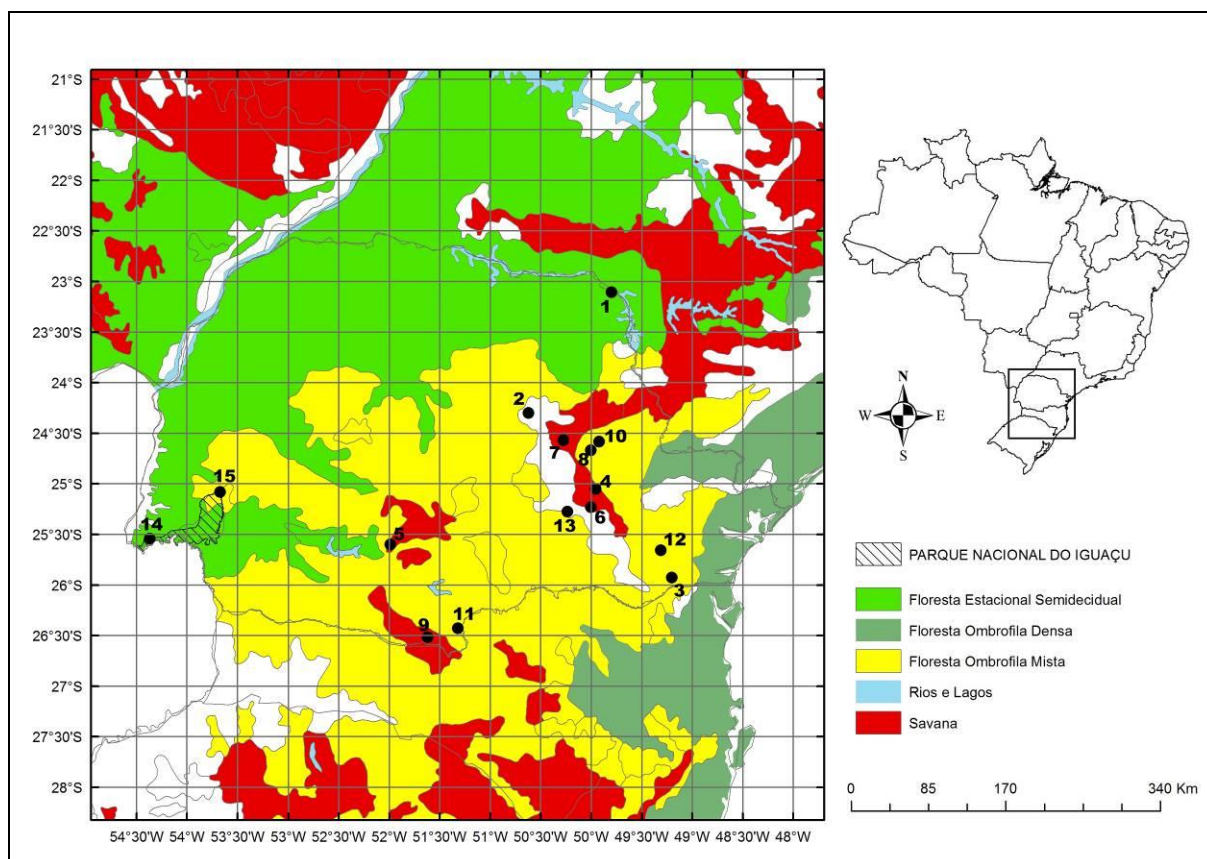 21°S
21°30'S
22°S
22°30'S
23°S
23°30'S
24°S
24°30'S
25°S
25°30'S
26°S
26°30'S
27°S
27°30'S
28°S
1
2
10
7
8
15
4
14
5
6
13
12
3
9
11
54°30'W 54°W 53°30'W 53°W 52°30'W 52°W 51°30'W 51°W 50°30'W 50°W 49°30'W 49°W 48°30'W 48°W
N
W E
S
PARQUE NACIONAL DO IGUAÇU
Floresta Estacional Semidecidual
Floresta Ombrofila Densa
Floresta Ombrofila Mista
Rios e Lagos
Savana
0 85 170 340 Km